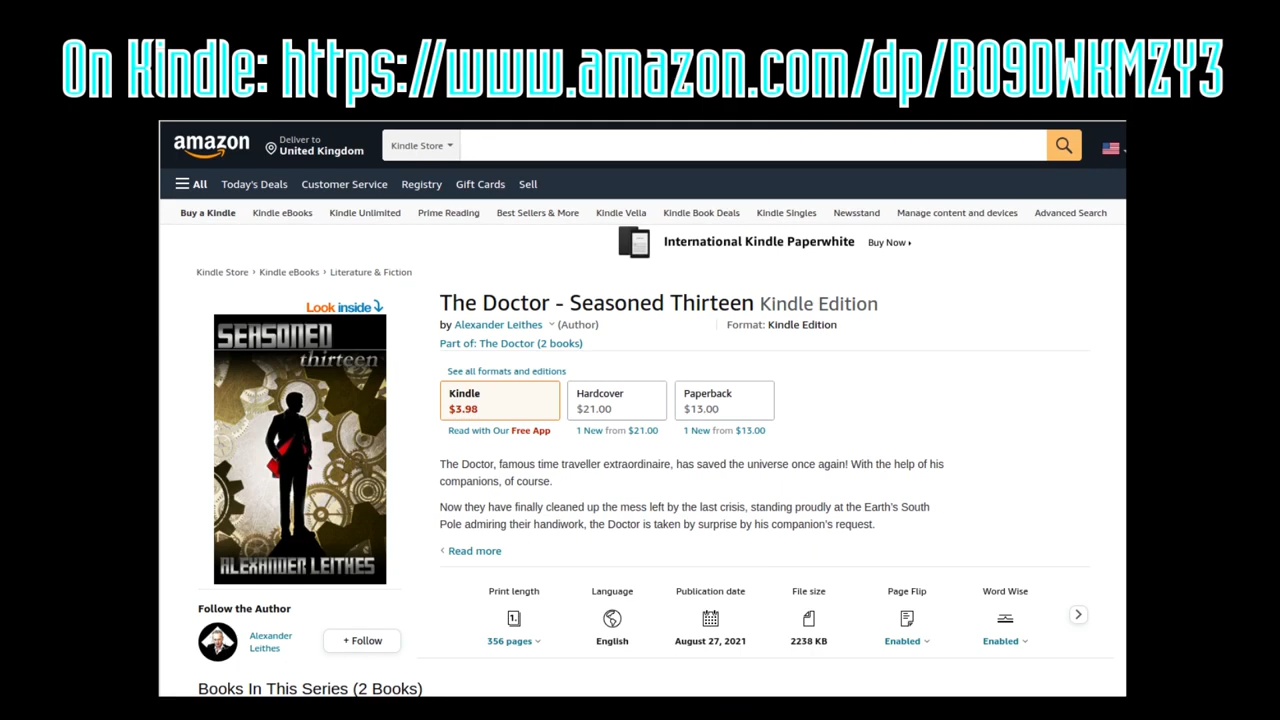 On Kindle: https://www.amazon.com/dp/B09DWKMZY3
amazon
Deliver to
United Kingdom
Kindle Store
All Today's Deals Customer Service Registry Gift Cards Sell
Buy a Kindle Kindle eBooks Kindle Unlimited Prime Reading Best Sellers & More Kindle Vella Kindle Book Deals Kindle Singles Newsstand Manage content and devices Advanced Search
International Kindle Paperwhite Buy Now
Kindle Store › Kindle eBooks › Literature & Fiction
Look inside
SEASONED
thirteen
ALEXANDER LEITHES
The Doctor - Seasoned Thirteen Kindle Edition
by Alexander Leithes (Author) Format: Kindle Edition
Part of: The Doctor (2 books)
See all formats and editions
Kindle
$3.98
Read with Our Free App
Hardcover
$21.00
1 New from $21.00
Paperback
$13.00
1 New from $13.00
The Doctor, famous time traveller extraordinaire, has saved the universe once again! With the help of his
companions, of course.
Now they have finally cleaned up the mess left by the last crisis, standing proudly at the Earth's South
Pole admiring their handiwork, the Doctor is taken by surprise by his companion's request.
Read more
Print length
1.
356 pages
Language
English
Publication date
August 27, 2021
File size
2238 KB
Page Flip
Enabled
Word Wise
Enabled
Follow the Author
Alexander
Leithes
+ Follow
Books In This Series (2 Books)